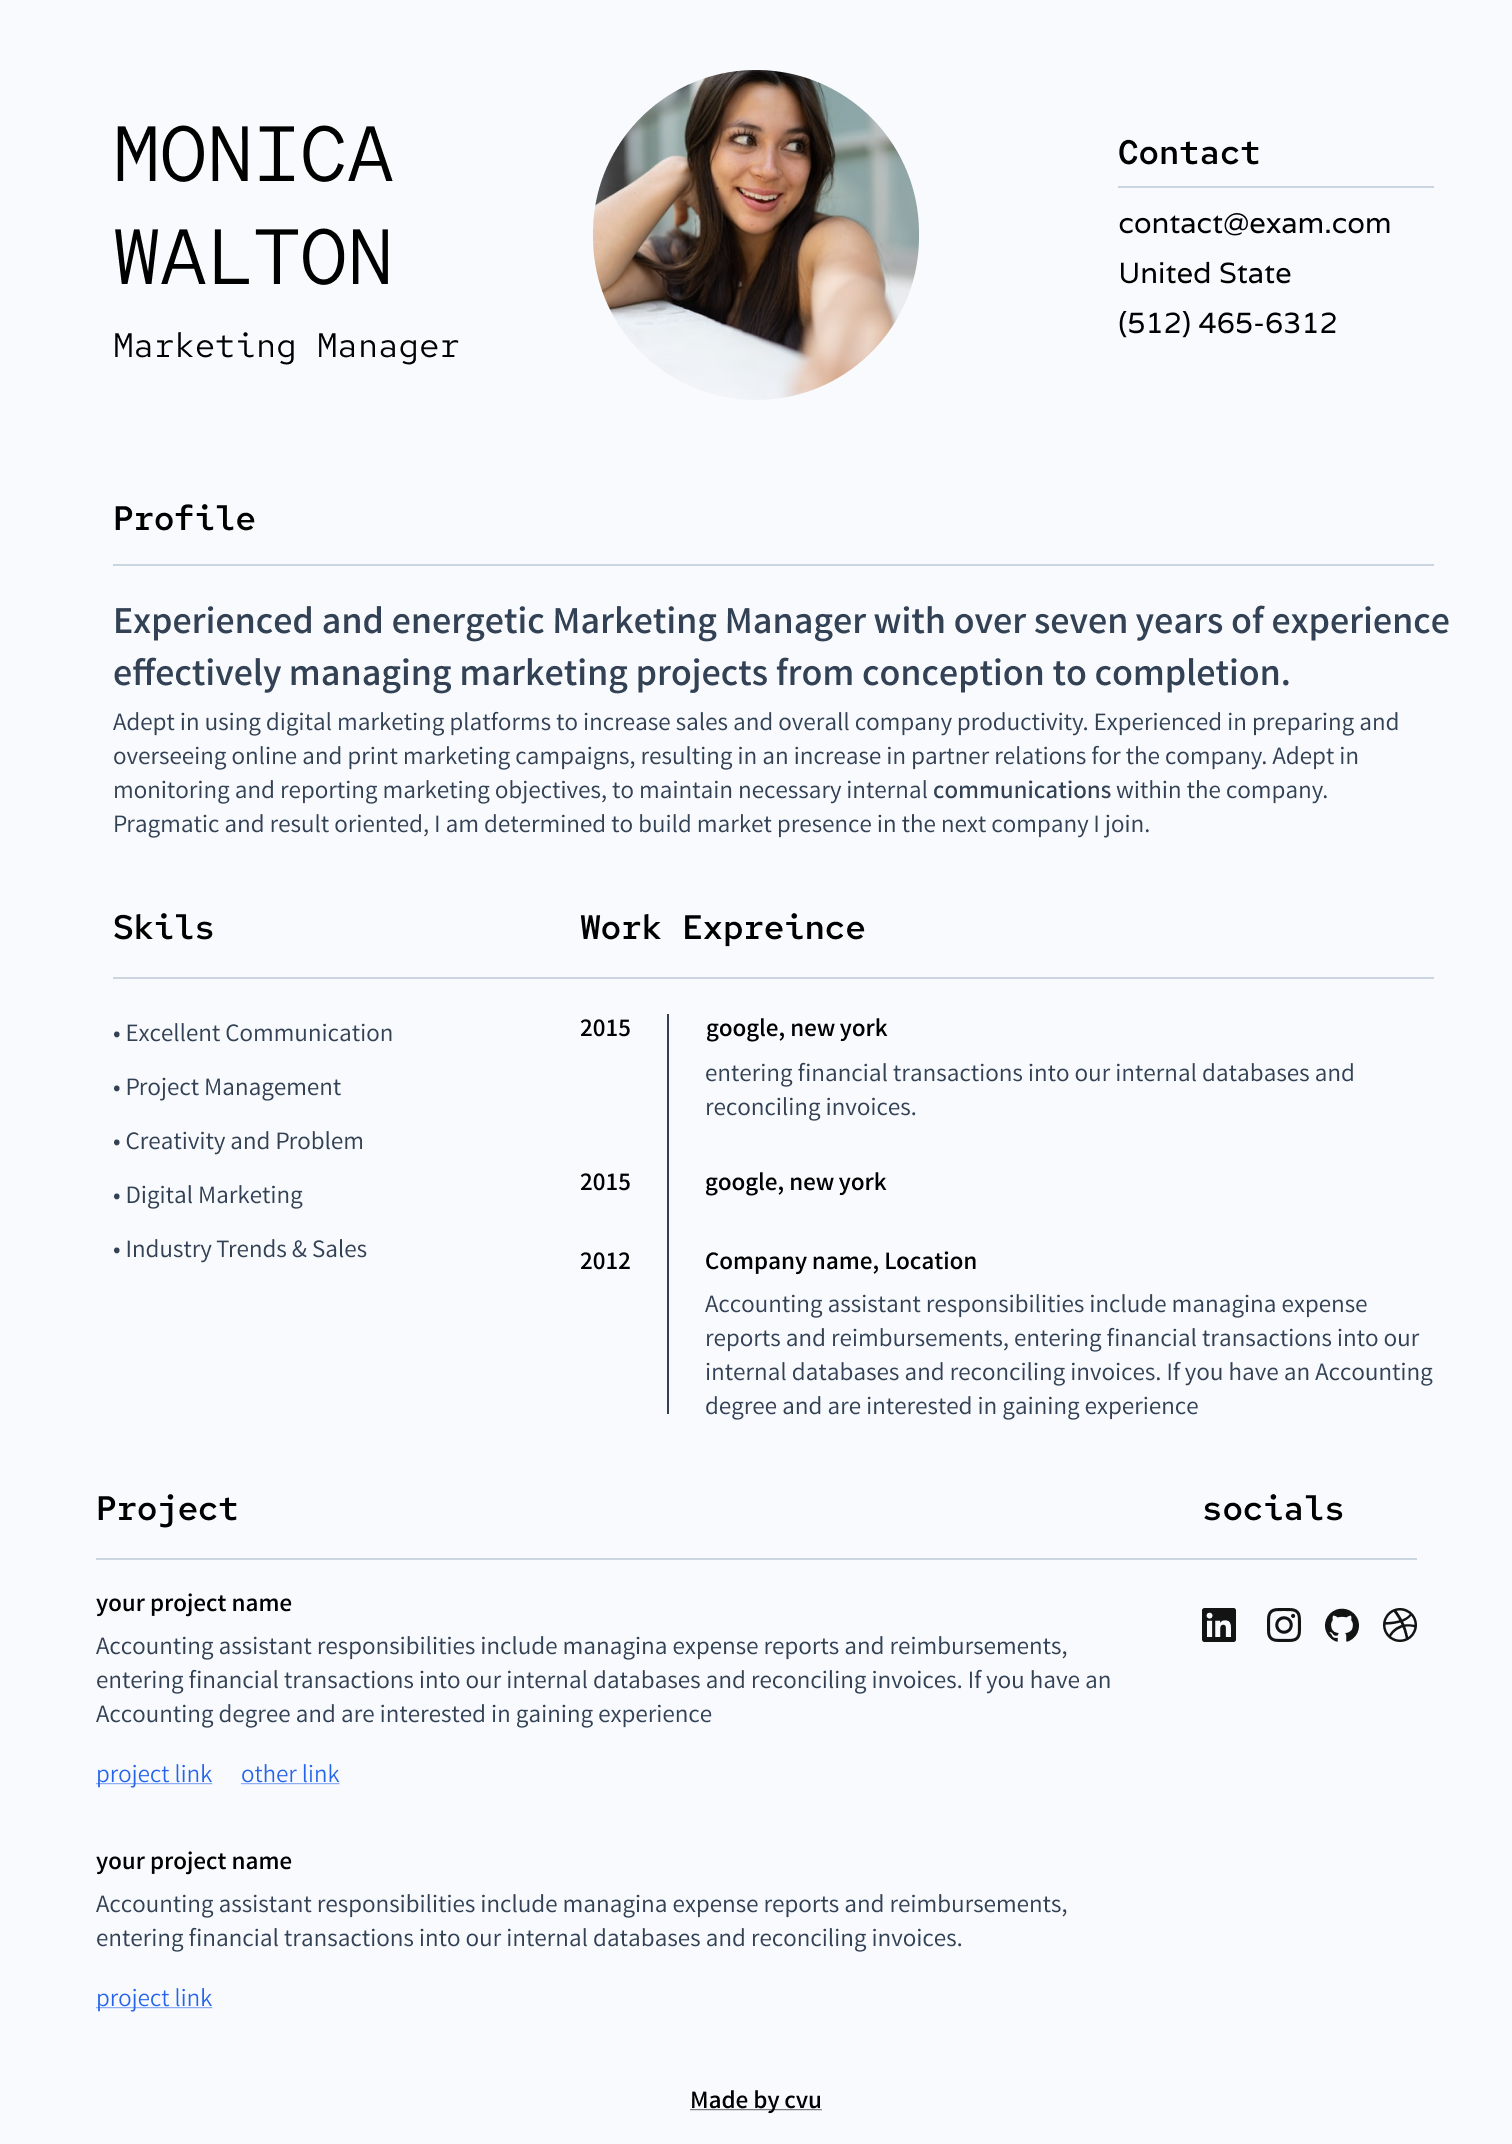 MONICA
WALTON
Marketing Manager
Contact
contact@exam.com
United State
(512) 465-6312
Profile
Experienced and energetic Marketing Manager with over seven years of experience
effectively managing marketing projects from conception to completion.
Adept in using digital marketing platforms to increase sales and overall company productivity. Experienced in preparing and
overseeing online and print marketing campaigns, resulting in an increase in partner relations for the company. Adept in
monitoring and reporting marketing objectives, to maintain necessary internal communications within the company.
Pragmatic and result oriented, I am determined to build market presence in the next company I join.
Skils
• Excellent Communication
• Project Management
• Creativity and Problem
• Digital Marketing
• Industry Trends & Sales
Work Expreince
2015 google, new york
entering financial transactions into our internal databases and
reconciling invoices.
2015 google, new york
2012 Company name, Location
Accounting assistant responsibilities include managina expense
reports and reimbursements, entering financial transactions into our
internal databases and reconciling invoices. If you have an Accounting
degree and are interested in gaining experience
Project
your project name
Accounting assistant responsibilities include managina expense reports and reimbursements,
entering financial transactions into our internal databases and reconciling invoices. If you have an
Accounting degree and are interested in gaining experience
project link other link
your project name
Accounting assistant responsibilities include managina expense reports and reimbursements,
entering financial transactions into our internal databases and reconciling invoices.
project link
socials
in
Made by cvu